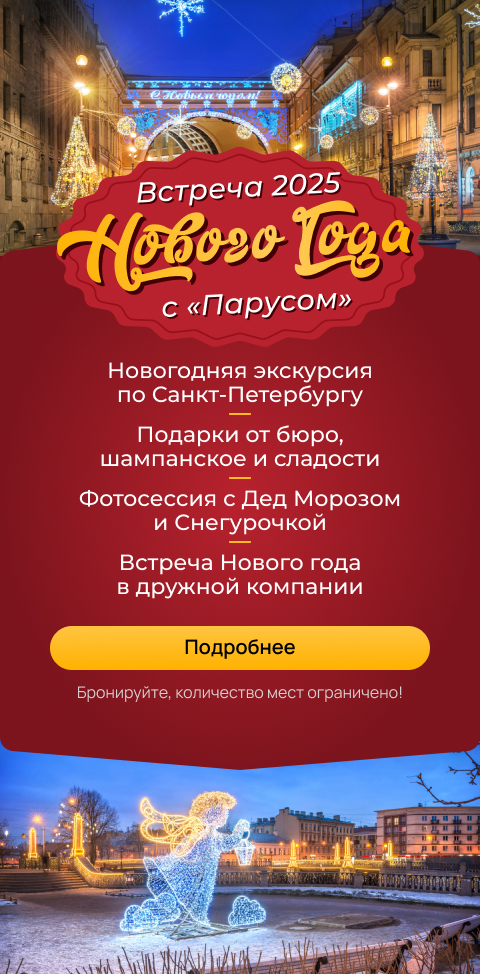 С Новым годом!
Встреча 2025
Нового Года
с «Парусом»
Новогодняя экскурсия
по Санкт-Петербургу
Подарки от бюро,
шампанское и сладости
Фотосессия с Дед Морозом
и Снегурочкой
Встреча Нового года
в дружной компании
Подробнее
Бронируйте, количество мест ограничено!